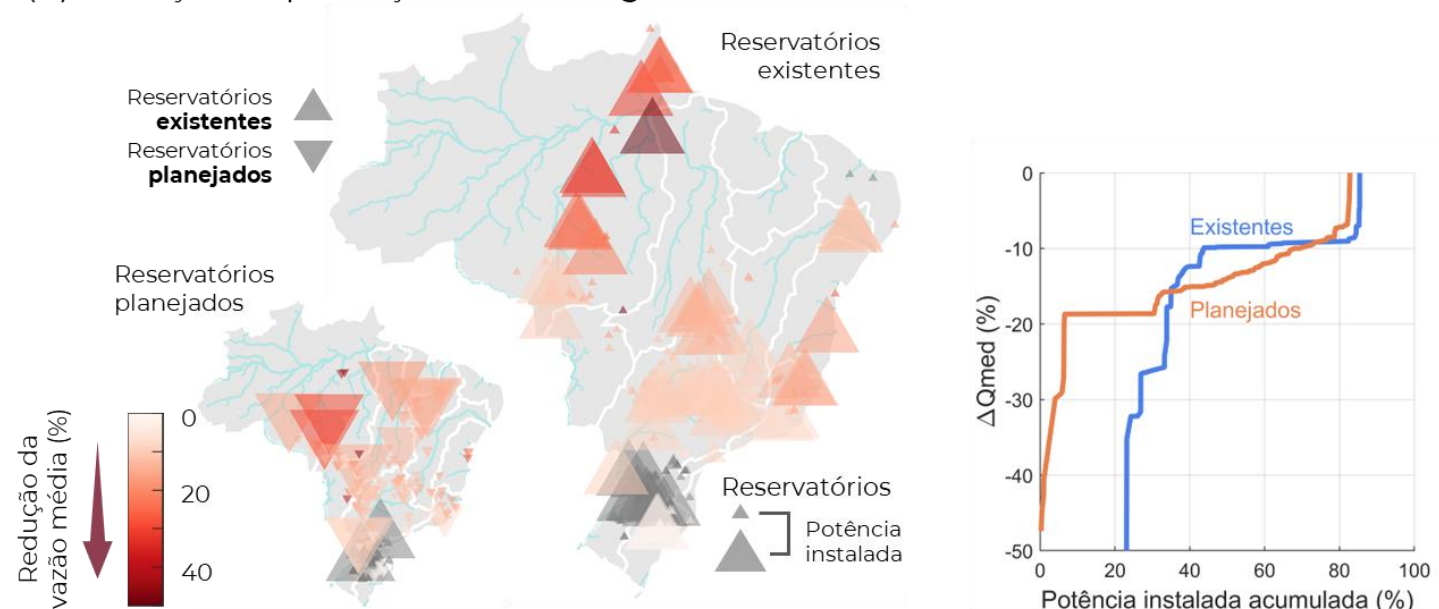 Reservatórios
existentes
Reservatórios
existentes
Reservatórios
planejados
Reservatórios
planejados
Redução da
vazão média (%)
0
20
40
Reservatórios
Potência
instalada
ΔQmed (%)
0
-10
-20
-30
-40
-50
Existentes
Planejados
0
20
40
60
80
100
Potência instalada acumulada (%)